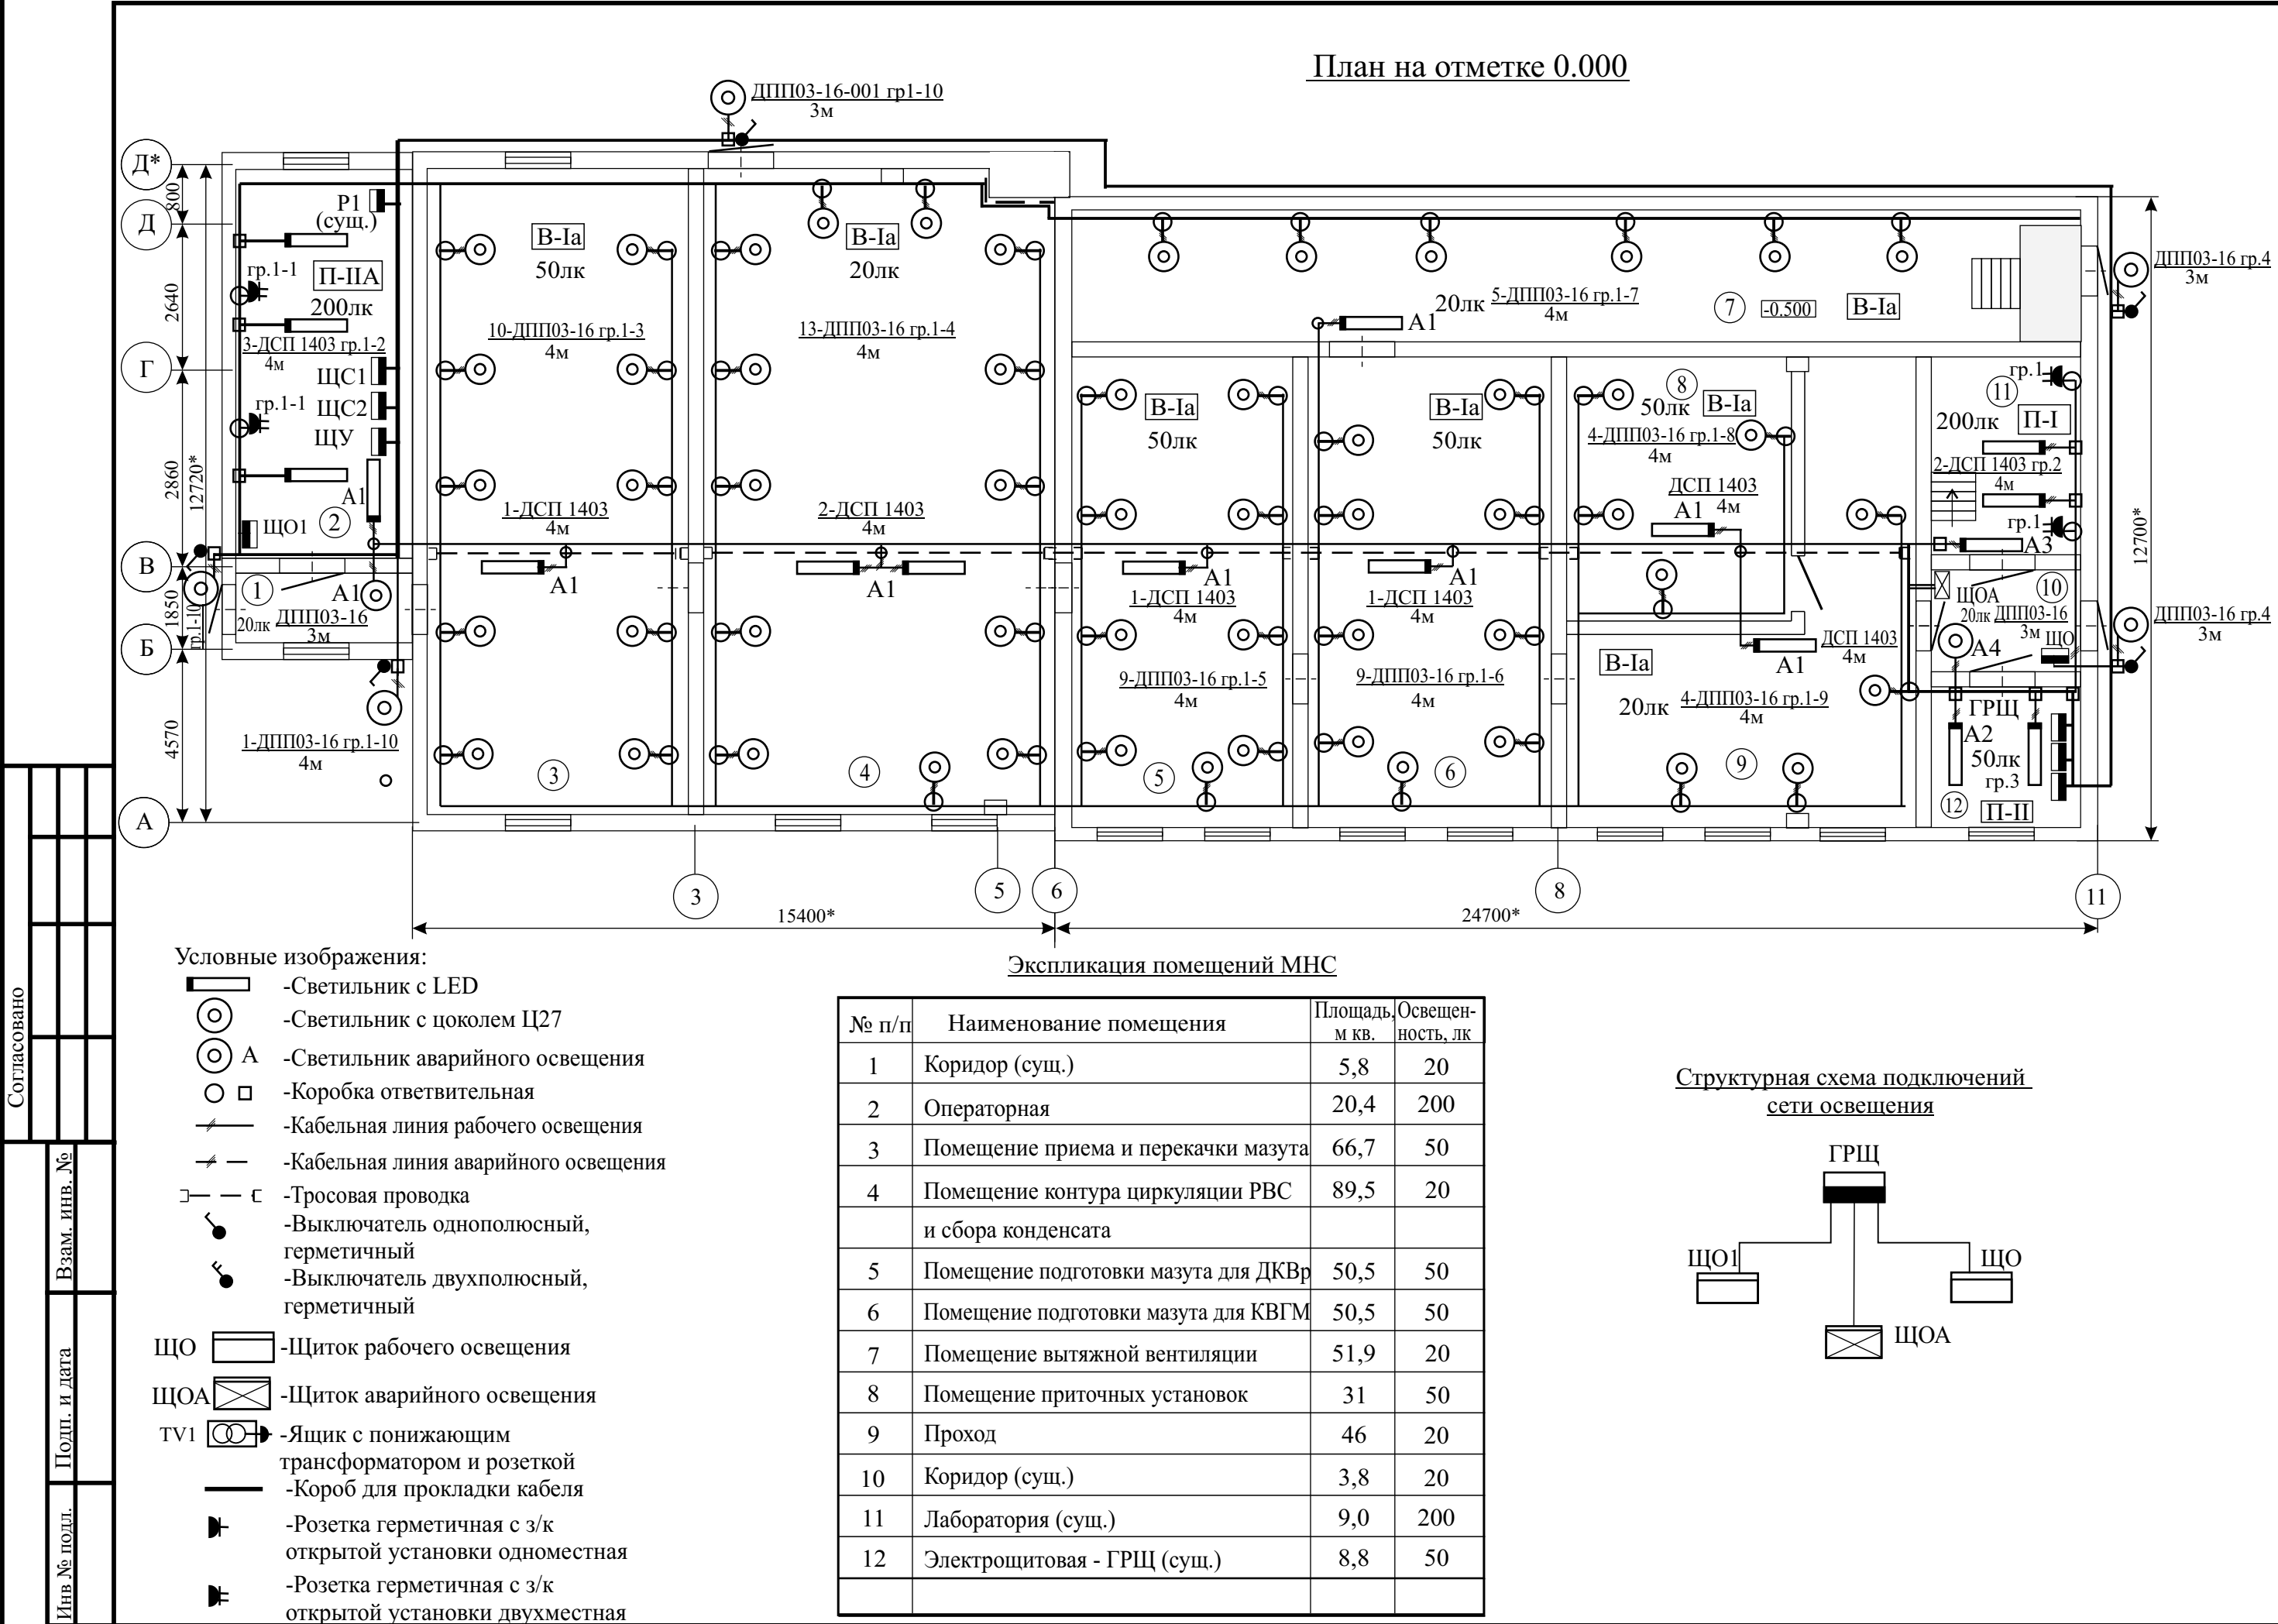 План на отметке 0.000
ДПП03-16-001 гр1-10
3м
Д*
Д
Г
В
Б
А
800
2640
2860
12720*
1850
4570
Р1
(сущ.)
гр.1-1
П-IIА
200лк
3-ДСП 1403 гр.1-2
4м
ЩС1
гр.1-1
ЩС2
ЩУ
А1
ЩО1
2
1
А1
20лк
ДПП03-16
3м
гр.1-10
1-ДПП03-16 гр.1-10
4м
В-Iа
50лк
10-ДПП03-16 гр.1-3
4м
1-ДСП 1403
4м
А1
3
В-Iа
20лк
13-ДПП03-16 гр.1-4
4м
2-ДСП 1403
4м
А1
4
20лк
5-ДПП03-16 гр.1-7
4м
7
-0.500
В-Iа
А1
В-Iа
50лк
А1
1-ДСП 1403
4м
9-ДПП03-16 гр.1-5
4м
5
В-Iа
50лк
А1
1-ДСП 1403
4м
9-ДПП03-16 гр.1-6
4м
6
8
50лк
В-Iа
4-ДПП03-16 гр.1-8
4м
ДСП 1403
А1
4м
ДСП 1403
4м
А1
В-Iа
20лк
4-ДПП03-16 гр.1-9
4м
9
гр.1
11
200лк
П-I
2-ДСП 1403 гр.2
4м
гр.1
А3
10
ЩОА
20лк
ДПП03-16
3м
ЩО
А4
ГРЩ
А2
50лк
гр.3
12
П-II
ДПП03-16 гр.4
3м
12700*
ДПП03-16 гр.4
3м
3
5
6
8
11
15400*
24700*
Условные изображения:
-Светильник с LED
-Светильник с цоколем Ц27
А -Светильник аварийного освещения
-Коробка ответвительная
-Кабельная линия рабочего освещения
-Кабельная линия аварийного освещения
-Тросовая проводка
-Выключатель однополюсный,
герметичный
-Выключатель двухполюсный,
герметичный
ЩО -Щиток рабочего освещения
ЩОА -Щиток аварийного освещения
TV1 -Ящик с понижающим
трансформатором и розеткой
-Короб для прокладки кабеля
-Розетка герметичная с з/к
открытой установки одноместная
-Розетка герметичная с з/к
открытой установки двухместная
Экспликация помещений МНС
№ п/п Наименование помещения Площадь, м кв. Освещен-ность, лк
1 Коридор (сущ.) 5,8 20
2 Операторная 20,4 200
3 Помещение приема и перекачки мазута 66,7 50
4 Помещение контура циркуляции РВС 89,5 20
и сбора конденсата
5 Помещение подготовки мазута для ДКВр 50,5 50
6 Помещение подготовки мазута для КВГМ 50,5 50
7 Помещение вытяжной вентиляции 51,9 20
8 Помещение приточных установок 31 50
9 Проход 46 20
10 Коридор (сущ.) 3,8 20
11 Лаборатория (сущ.) 9,0 200
12 Электрощитовая - ГРЩ (сущ.) 8,8 50
Структурная схема подключений
сети освещения
ГРЩ
ЩО1
ЩО
ЩОА
Согласовано
Взам. инв. №
Подп. и дата
Инв № подл.